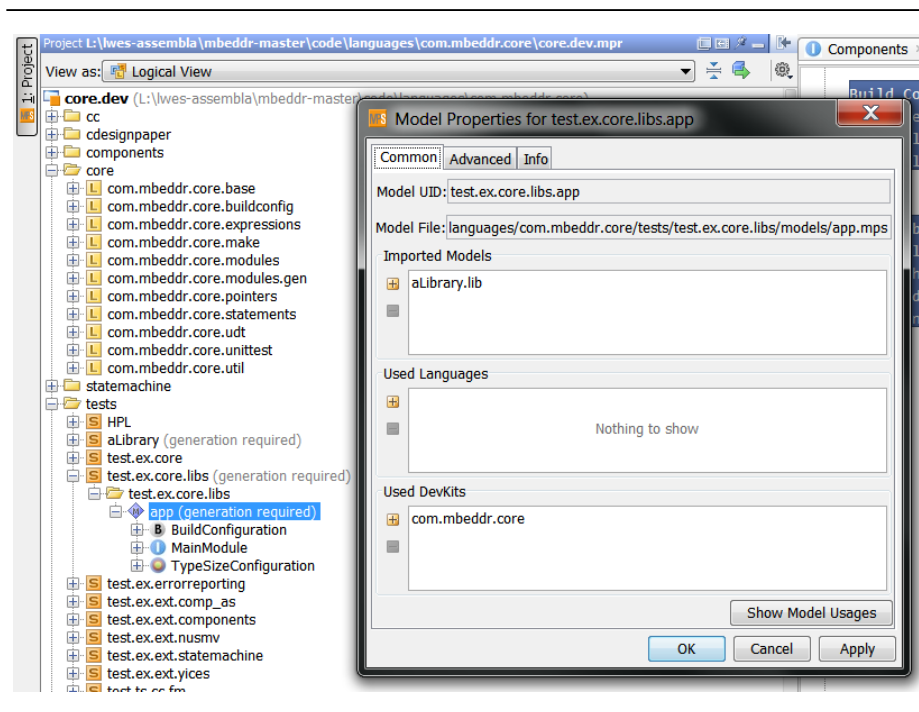 Project L:\lwes-assembla\mbeddr-master\code\languages\com.mbeddr.core\core.dev.mpr
1: Project
View as: Logical View
core.dev (L:\lwes-assembla\mbeddr-master\code\languages\com.mbeddr.core)
cc
cdesignpaper
components
core
com.mbeddr.core.base
com.mbeddr.core.buildconfig
com.mbeddr.core.expressions
com.mbeddr.core.make
com.mbeddr.core.modules
com.mbeddr.core.modules.gen
com.mbeddr.core.pointers
com.mbeddr.core.statements
com.mbeddr.core.udt
com.mbeddr.core.unittest
com.mbeddr.core.util
statemachine
tests
HPL
aLibrary (generation required)
test.ex.core
test.ex.core.libs (generation required)
test.ex.core.libs
app (generation required)
BuildConfiguration
MainModule
TypeSizeConfiguration
test.ex.errorreporting
test.ex.ext.comp_as
test.ex.ext.components
test.ex.ext.nusmv
test.ex.ext.statemachine
test.ex.ext.yices
test.ts.cc.fm
Components
Build Co
Model Properties for test.ex.core.libs.app
Common Advanced Info
Model UID: test.ex.core.libs.app
Model File: languages/com.mbeddr.core/tests/test.ex.core.libs/models/app.mps
Imported Models
aLibrary.lib
Used Languages
Nothing to show
Used DevKits
com.mbeddr.core
Show Model Usages
OK Cancel Apply